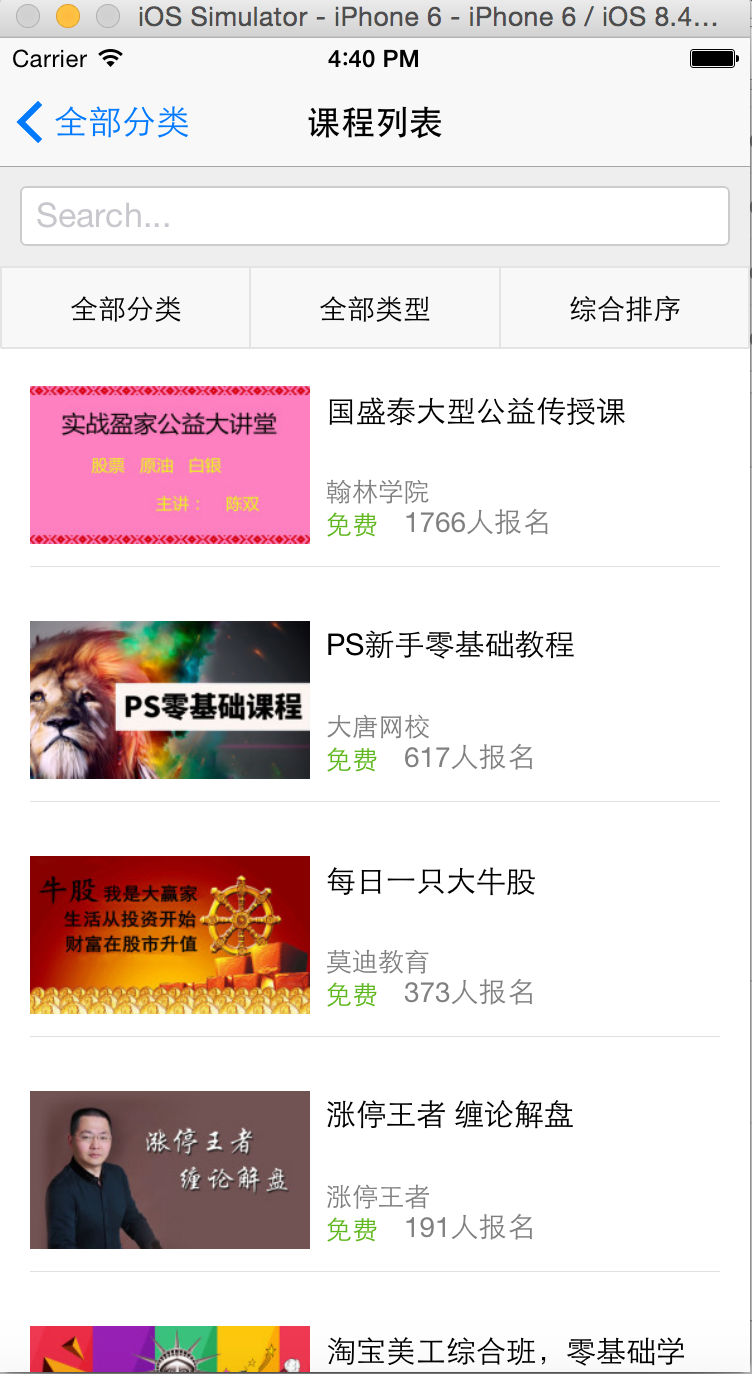 iOS Simulator - iPhone 6 - iPhone 6 / iOS 8.4...
Carrier 4:40 PM
全部分类 课程列表
Search...
全部分类 全部类型 综合排序
实战盈家公益大讲堂
股票 原油 白银
主讲： 陈双
国盛泰大型公益传授课
翰林学院
免费 1766人报名
PS零基础课程
PS新手零基础教程
大唐网校
免费 617人报名
牛股 我是大赢家
生活从投资开始
财富在股市升值
每日一只大牛股
莫迪教育
免费 373人报名
涨停王者
缠论解盘
涨停王者 缠论解盘
涨停王者
免费 191人报名
淘宝美工综合班，零基础学